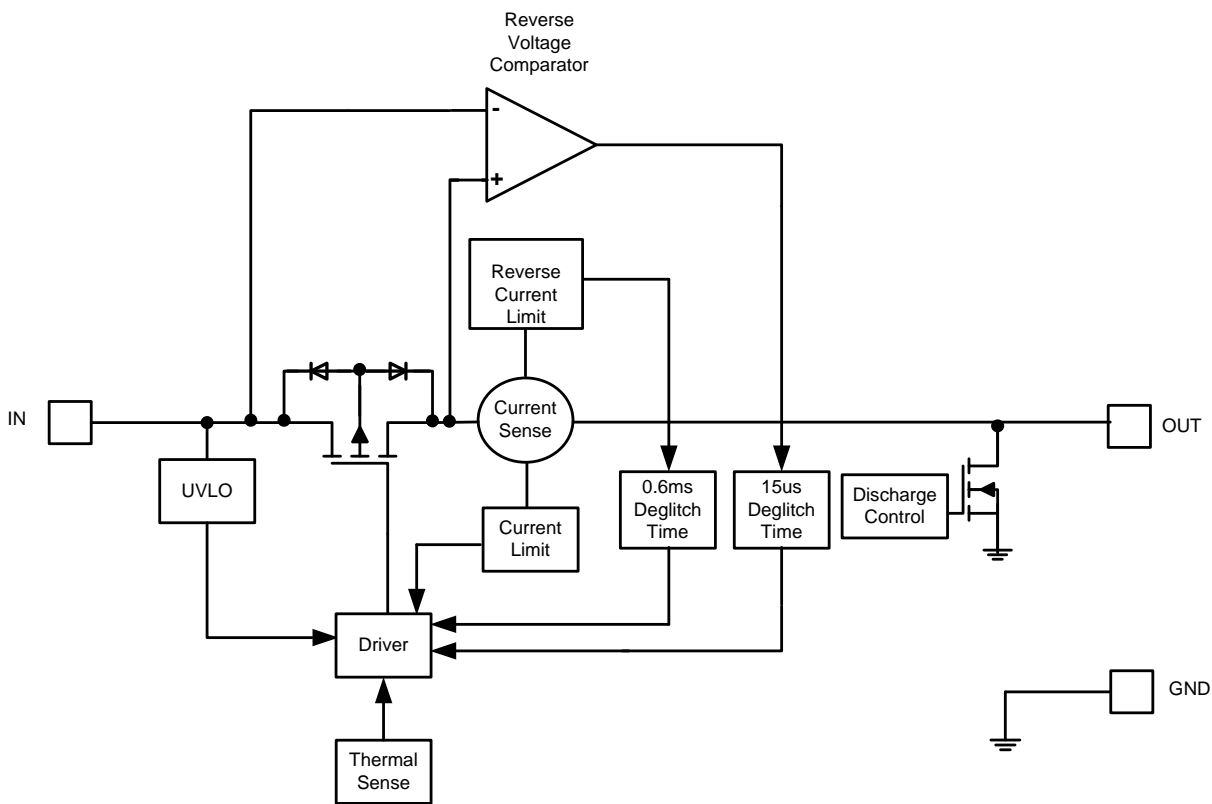 Reverse
Voltage
Comparator
-
+
Reverse
Current
Limit
IN
Current
Sense
OUT
UVLO
0.6ms
Deglitch
Time
15us
Deglitch
Time
Discharge
Control
Current
Limit
Driver
GND
Thermal
Sense